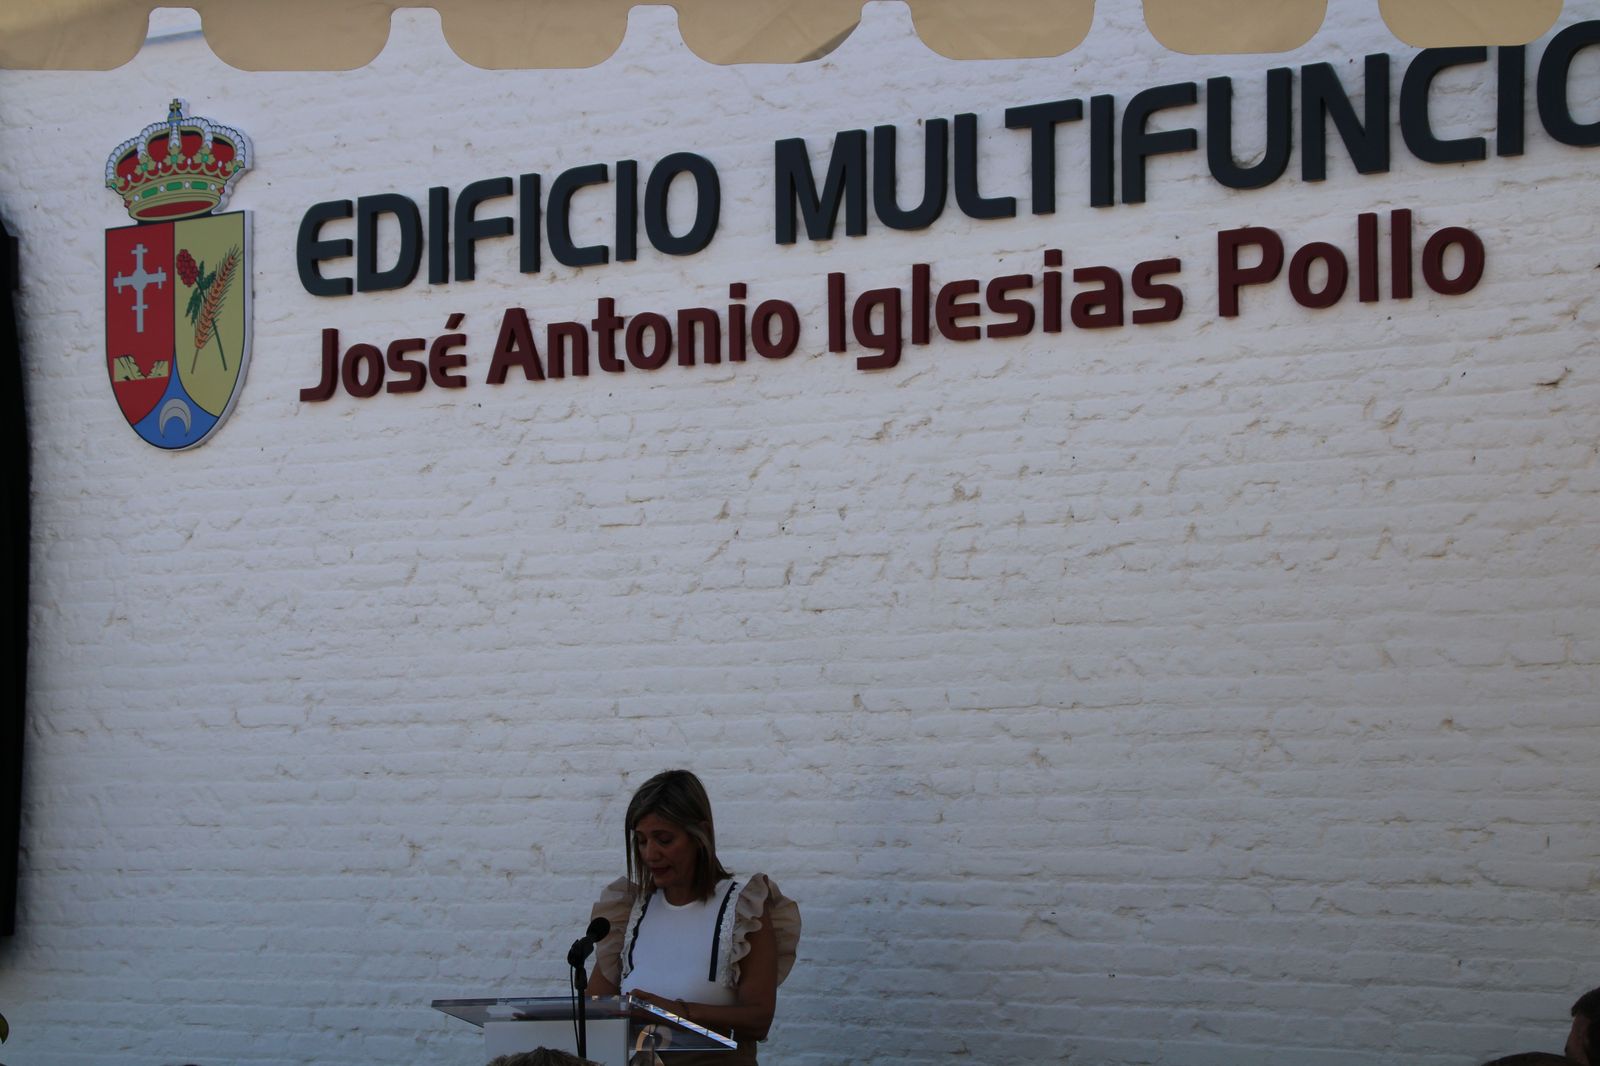 EDIFICIO MULTIFUNCIO
José Antonio Iglesias Pollo